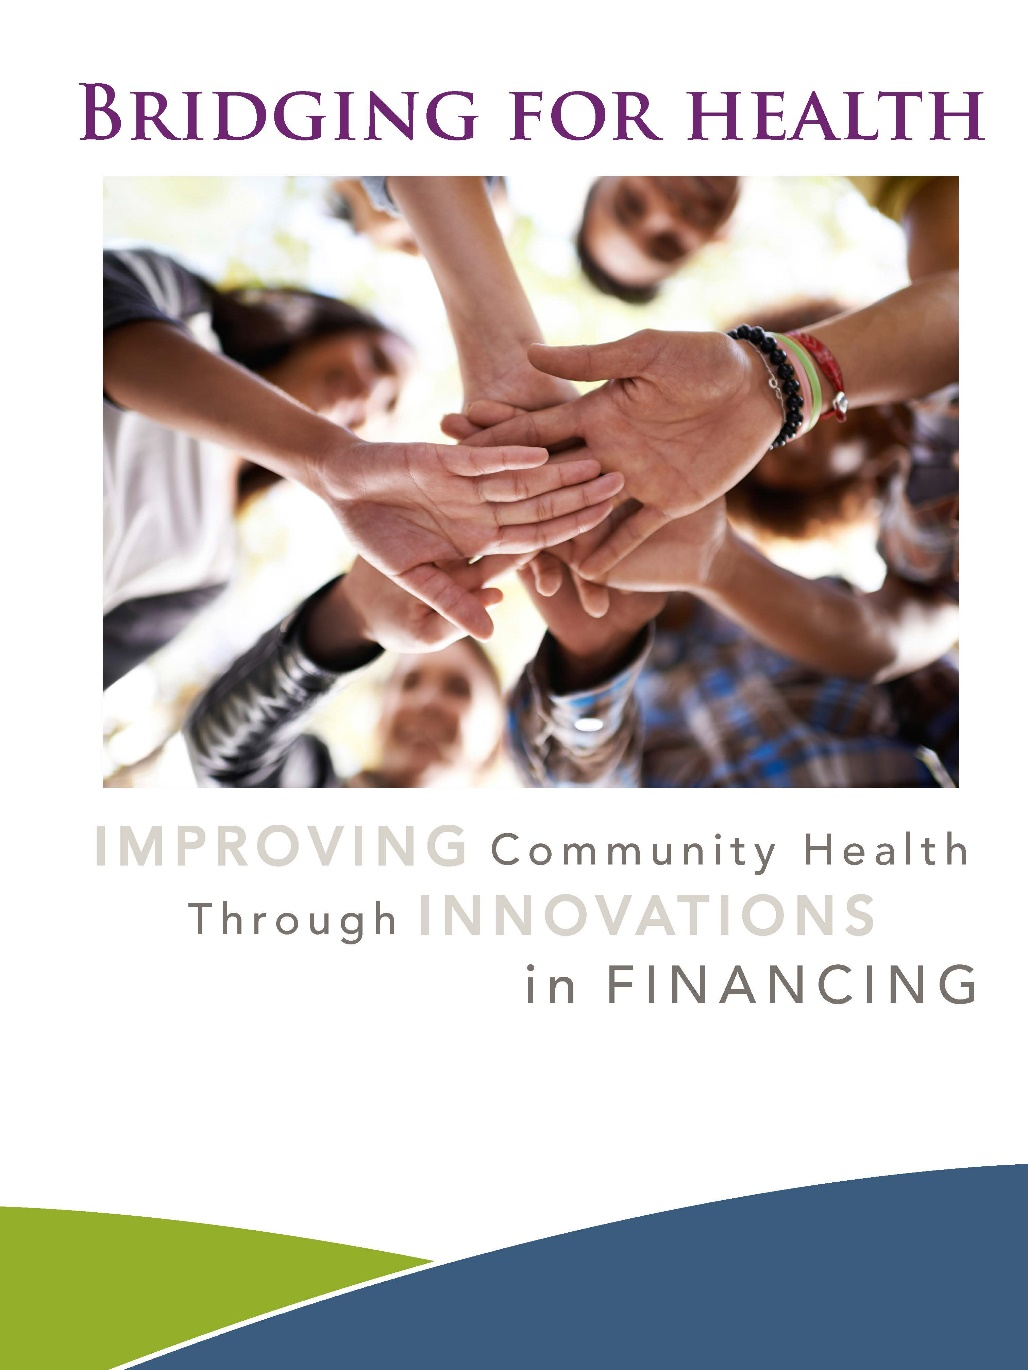 BRIDGING FOR HEALTH
IMPROVING Community Health
Through INNOVATIONS
in FINANCING